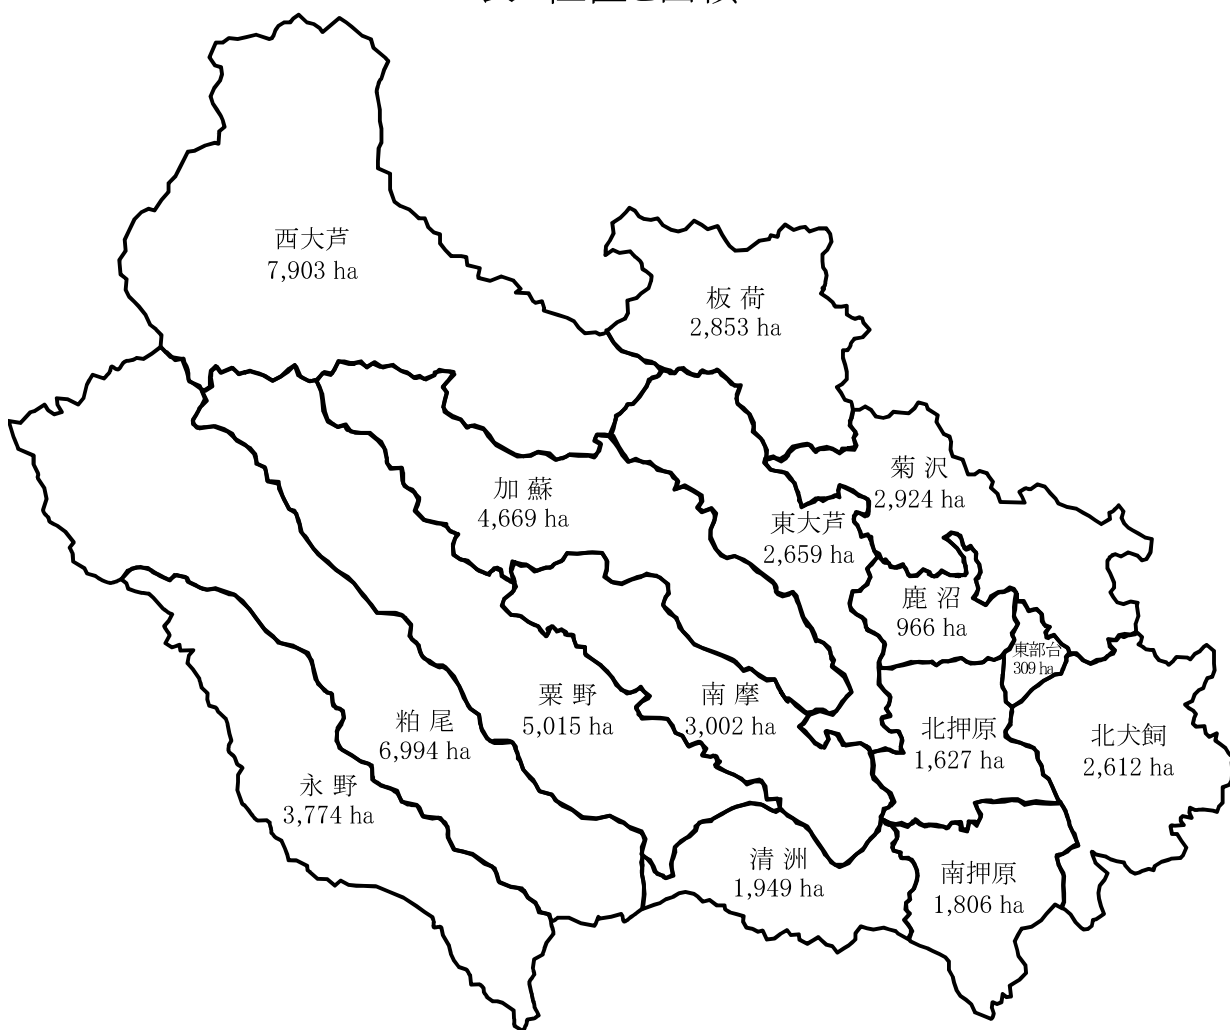 西大芦
7,903 ha
板 荷
2,853 ha
菊 沢
2,924 ha
加 蘇
4,669 ha
東大芦
2,659 ha
鹿 沼
966 ha
東部台
309 ha
南 摩
3,002 ha
粟 野
5,015 ha
粕 尾
6,994 ha
北押原
1,627 ha
北犬飼
2,612 ha
永 野
3,774 ha
清 洲
1,949 ha
南押原
1,806 ha